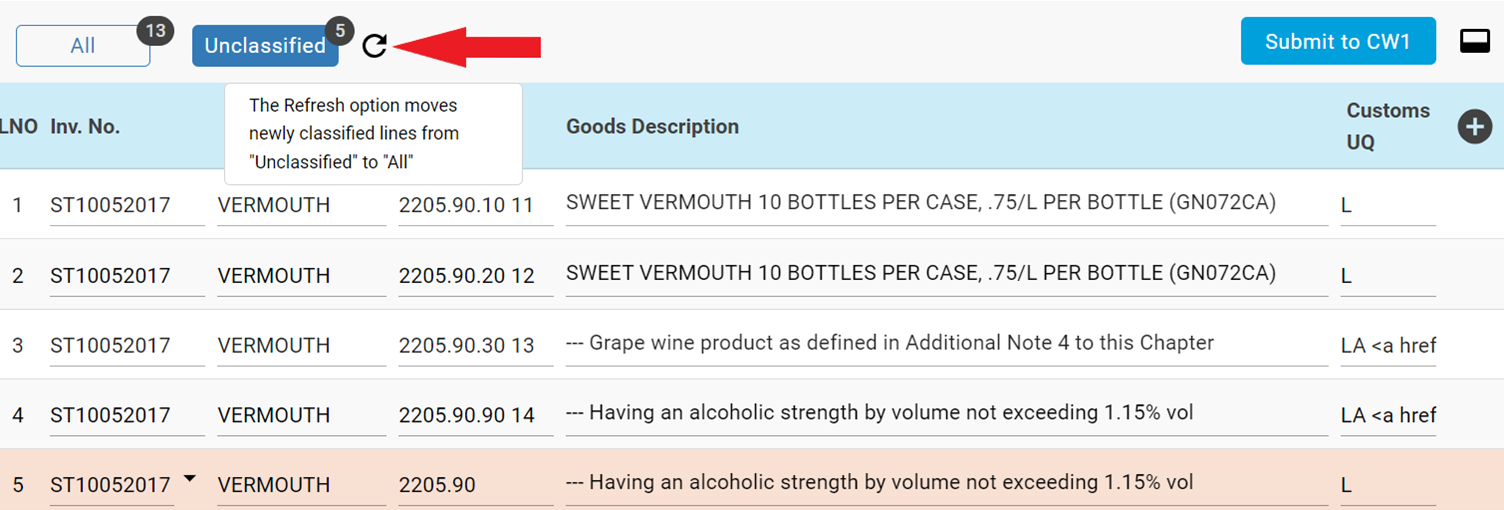 All 13 Unclassified 5 Submit to CW1
The Refresh option moves
newly classified lines from
"Unclassified" to "All"
LNO Inv. No. Goods Description Customs UQ
1 ST10052017 VERMOUTH 2205.90.10 11 SWEET VERMOUTH 10 BOTTLES PER CASE, .75/L PER BOTTLE (GN072CA) L
2 ST10052017 VERMOUTH 2205.90.20 12 SWEET VERMOUTH 10 BOTTLES PER CASE, .75/L PER BOTTLE (GN072CA) L
3 ST10052017 VERMOUTH 2205.90.30 13 --- Grape wine product as defined in Additional Note 4 to this Chapter LA <a href
4 ST10052017 VERMOUTH 2205.90.90 14 --- Having an alcoholic strength by volume not exceeding 1.15% vol LA <a href
5 ST10052017 VERMOUTH 2205.90 --- Having an alcoholic strength by volume not exceeding 1.15% vol L